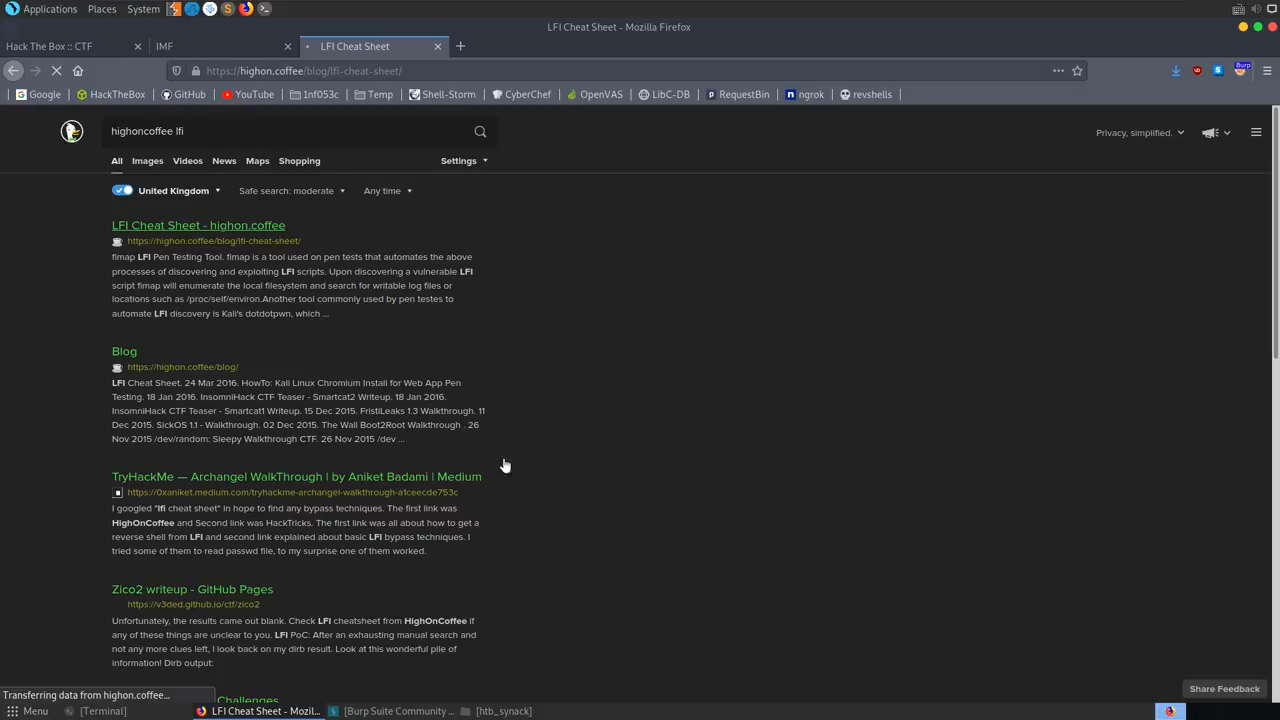 Applications Places System
LFI Cheat Sheet - Mozilla Firefox
Hack The Box :: CTF IMF LFI Cheat Sheet
https://highon.coffee/blog/lfi-cheat-sheet/ Burp
Google HackTheBox GitHub YouTube 1nf053c Temp Shell-Storm CyberChef OpenVAS LibC-DB RequestBin ngrok revshells
highoncoffee lfi
Privacy, simplified.
All Images Videos News Maps Shopping Settings
United Kingdom Safe search: moderate Any time
LFI Cheat Sheet - highon.coffee
https://highon.coffee/blog/lfi-cheat-sheet/
fimap LFI Pen Testing Tool. fimap is a tool used on pen tests that automates the above
processes of discovering and exploiting LFI scripts. Upon discovering a vulnerable LFI
script fimap will enumerate the local filesystem and search for writable log files or
locations such as /proc/self/environ.Another tool commonly used by pen testes to
automate LFI discovery is Kali's dotdotpwn, which ...
Blog
https://highon.coffee/blog/
LFI Cheat Sheet. 24 Mar 2016. HowTo: Kali Linux Chromium Install for Web App Pen
Testing. 18 Jan 2016. InsomniHack CTF Teaser - Smartcat2 Writeup. 18 Jan 2016.
InsomniHack CTF Teaser - Smartcat1 Writeup. 15 Dec 2015. FristiLeaks 1.3 Walkthrough. 11
Dec 2015. SickOS 1.1 - Walkthrough. 02 Dec 2015. The Wall Boot2Root Walkthrough . 26
Nov 2015 /dev/random: Sleepy Walkthrough CTF. 26 Nov 2015 /dev ...
TryHackMe — Archangel WalkThrough | by Aniket Badami | Medium
https://0xaniket.medium.com/tryhackme-archangel-walkthrough-a1ceecde753c
I googled "lfi cheat sheet" in hope to find any bypass techniques. The first link was
HighOnCoffee and Second link was HackTricks. The first link was all about how to get a
reverse shell from LFI and second link explained about basic LFI bypass techniques. I
tried some of them to read passwd file, to my surprise one of them worked.
Zico2 writeup - GitHub Pages
https://v3ded.github.io/ctf/zico2
Unfortunately, the results came out blank. Check LFI cheatsheet from HighOnCoffee if
any of these things are unclear to you. LFI PoC: After an exhausting manual search and
not any more clues left, I look back on my dirb result. Look at this wonderful pile of
information! Dirb output:
Challenges
Share Feedback
Transferring data from highon.coffee...
Menu [Terminal] LFI Cheat Sheet - Mozil... [Burp Suite Community ... [htb_synack]